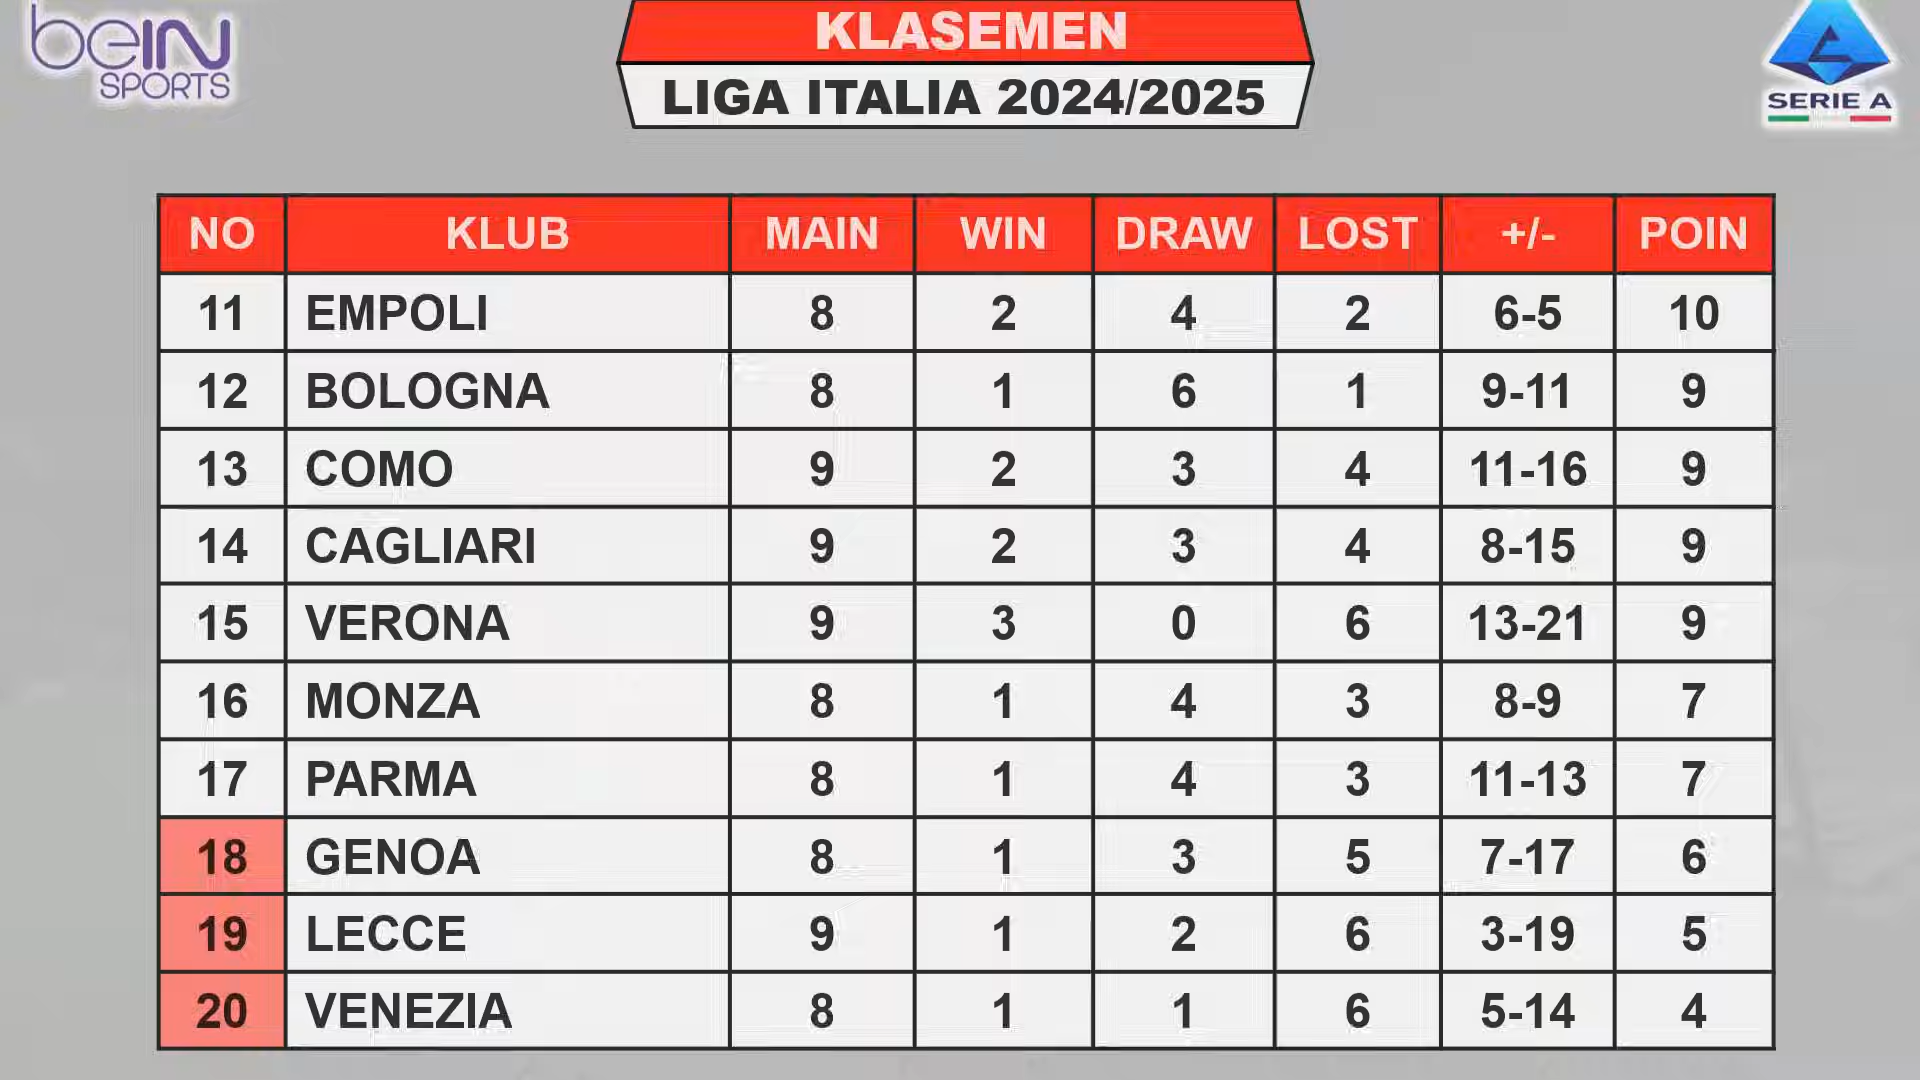 beIN
SPORTS
KLASEMEN
LIGA ITALIA 2024/2025
SERIE A
NO KLUB MAIN WIN DRAW LOST +/- POIN
11 EMPOLI 8 2 4 2 6-5 10
12 BOLOGNA 8 1 6 1 9-11 9
13 COMO 9 2 3 4 11-16 9
14 CAGLIARI 9 2 3 4 8-15 9
15 VERONA 9 3 0 6 13-21 9
16 MONZA 8 1 4 3 8-9 7
17 PARMA 8 1 4 3 11-13 7
18 GENOA 8 1 3 5 7-17 6
19 LECCE 9 1 2 6 3-19 5
20 VENEZIA 8 1 1 6 5-14 4